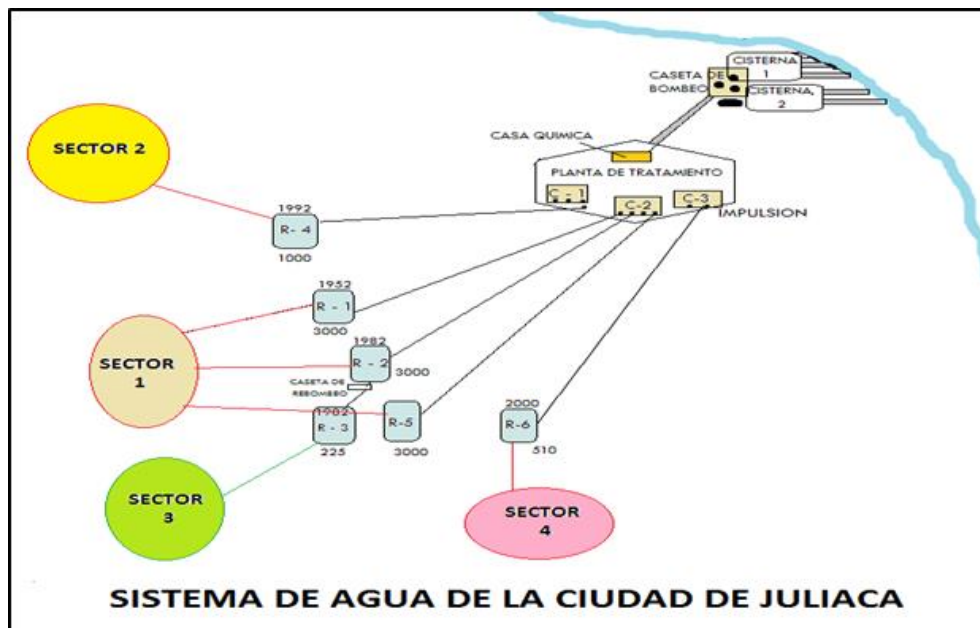 CISTERNA
1
CASETA DE
BOMBEO
CISTERNA,
2
CASA QUIMICA
PLANTA DE TRATAMIENTO
C - 1
C-2
C-3
IMPULSION
SECTOR 2
1992
R- 4
1000
1952
R - 1
3000
1982
R - 2
3000
SECTOR
1
CASETA DE
REBOMBEO
1982
R - 3
225
R-5
3000
2000
R-6
510
SECTOR
3
SECTOR
4
SISTEMA DE AGUA DE LA CIUDAD DE JULIACA